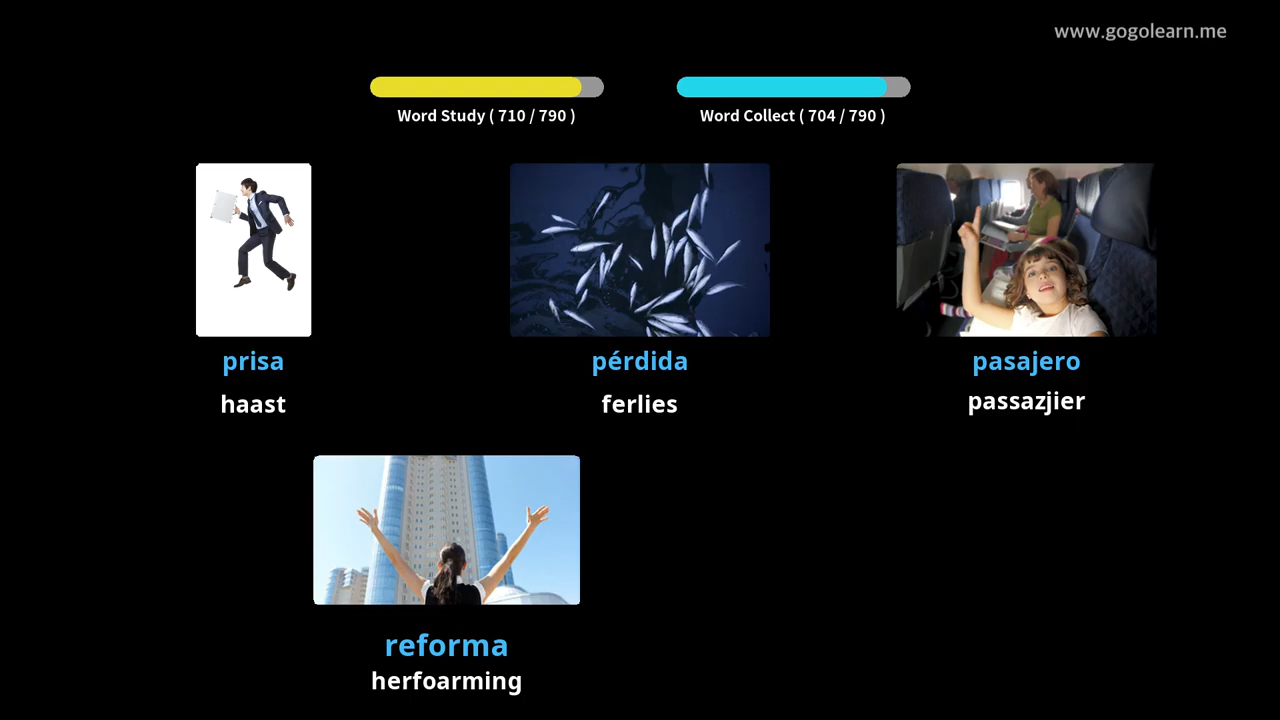 www.gogolearn.me
Word Study ( 710 / 790 )
Word Collect ( 704 / 790 )
prisa
pérdida
pasajero
haast
ferlies
passazjier
reforma
herfoarming